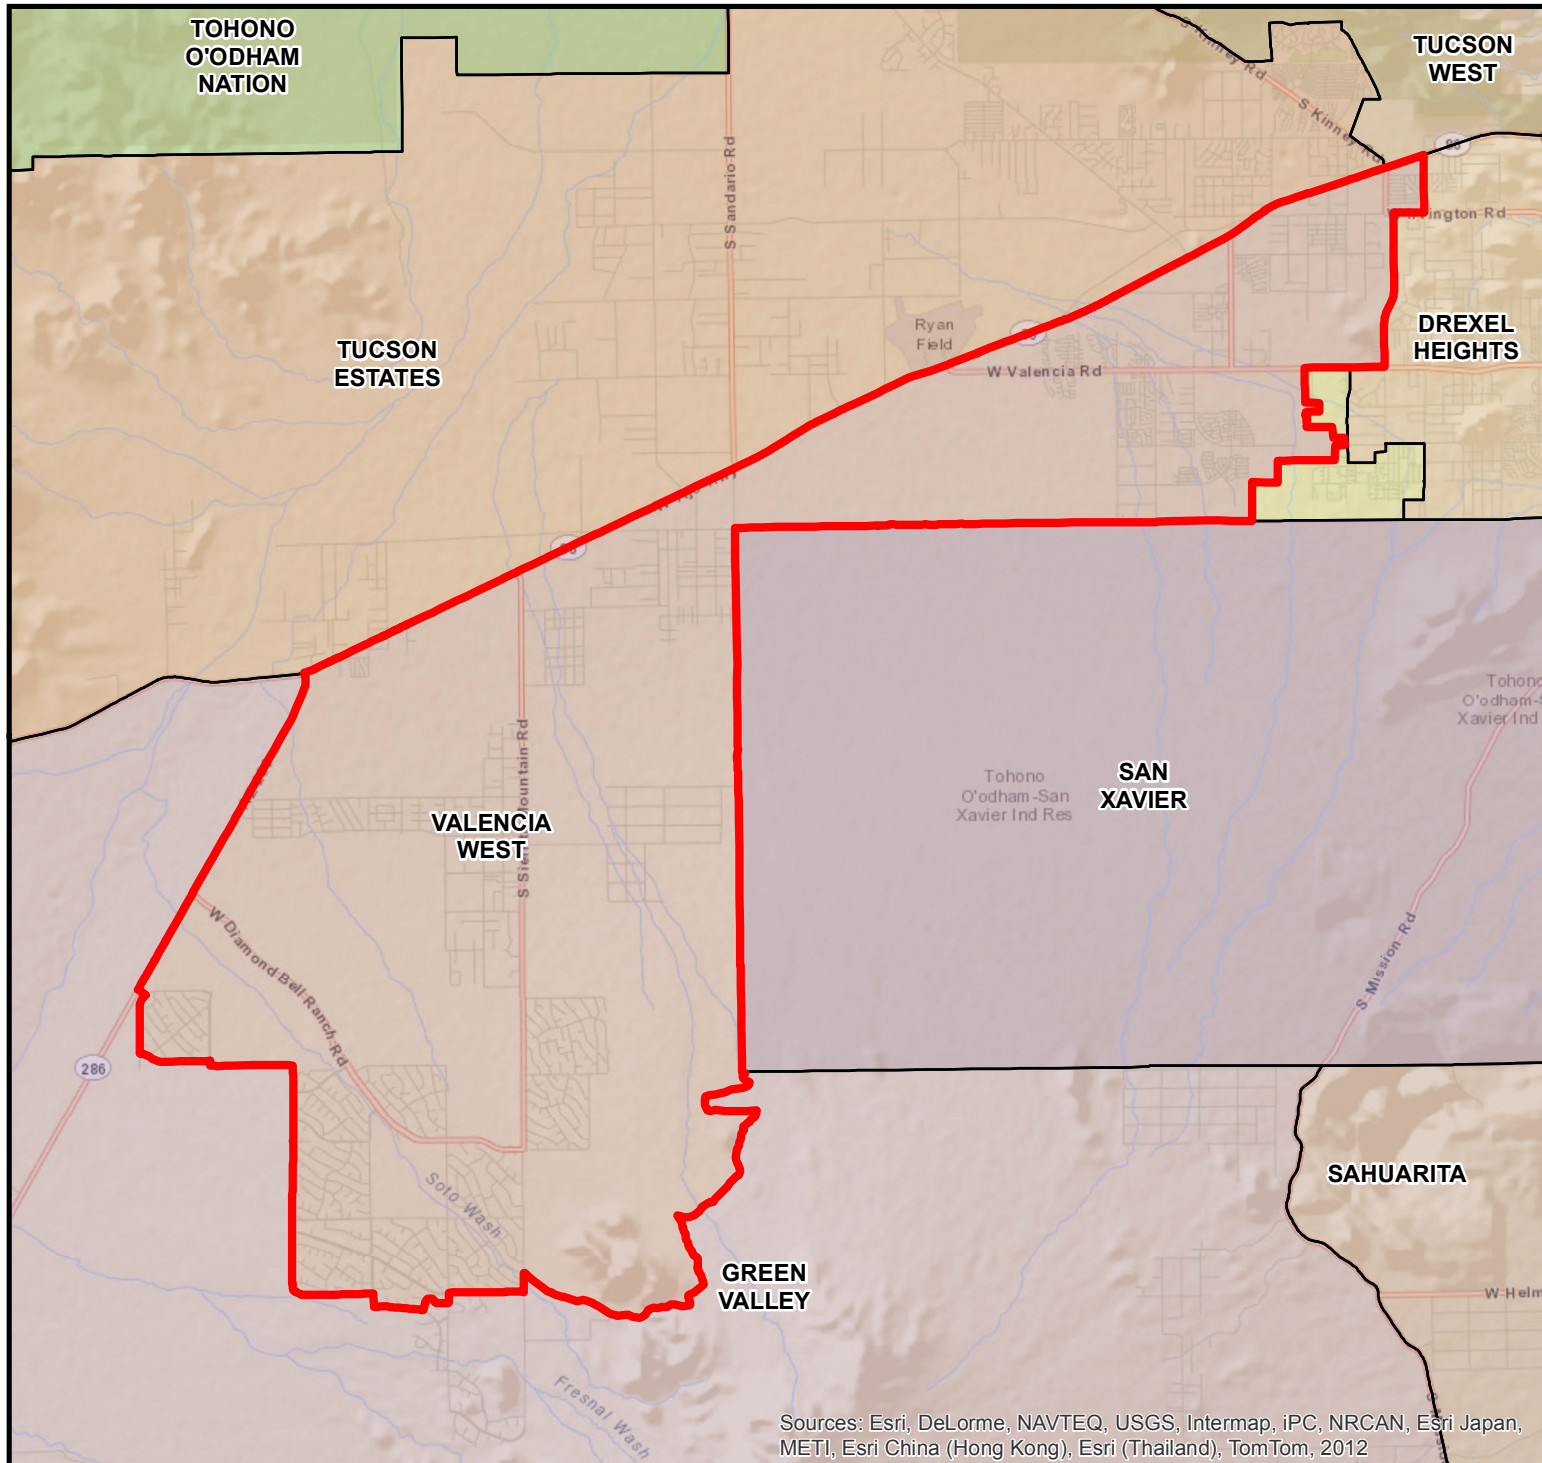 TOHONO
O'ODHAM
NATION
TUCSON
WEST
S Kinney Rd
S Kinney Rd
S Sandario Rd
DREXEL
HEIGHTS
Ryan
Field
W Valencia Rd
TUCSON
ESTATES
Tohono
O'odham-San
Xavier Ind Res
SAN
XAVIER
VALENCIA
WEST
W Diamond Bell Ranch Rd
S Mission Rd
286
Soto Wash
SAHUARITA
GREEN
VALLEY
W Helm
Fresnal Wash
Sources: Esri, DeLorme, NAVTEQ, USGS, Intermap, iPC, NRCAN, Esri Japan,
METI, Esri China (Hong Kong), Esri (Thailand), TomTom, 2012